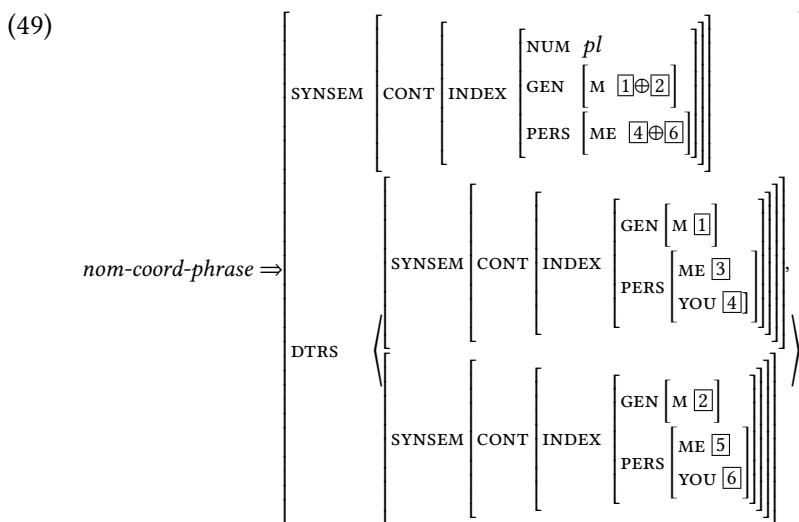 (49)
SYNSEM [CONT [INDEX [NUM pl
GEN [M 1⊕2]
PERS [ME 4⊕6]]]]
nom-coord-phrase ⇒
DTRS ⟨[SYNSEM [CONT [INDEX [GEN [M 1]
PERS [ME 3
YOU 4]]]]],
[SYNSEM [CONT [INDEX [GEN [M 2]
PERS [ME 5
YOU 6]]]]]⟩